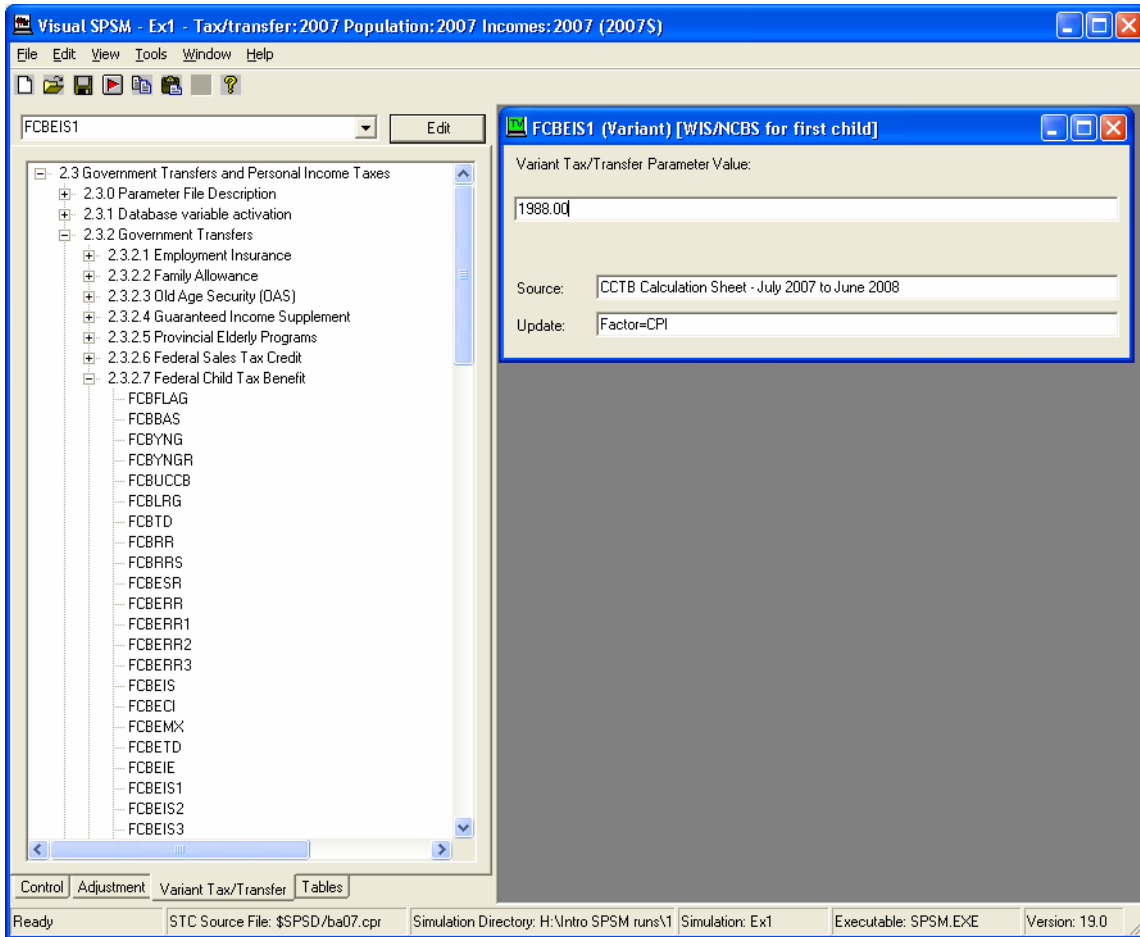 Visual SPSM - Ex1 - Tax/transfer:2007 Population:2007 Incomes:2007 (2007$)
File Edit View Tools Window Help
FCBEIS1 Edit
2.3 Government Transfers and Personal Income Taxes
2.3.0 Parameter File Description
2.3.1 Database variable activation
2.3.2 Government Transfers
2.3.2.1 Employment Insurance
2.3.2.2 Family Allowance
2.3.2.3 Old Age Security (OAS)
2.3.2.4 Guaranteed Income Supplement
2.3.2.5 Provincial Elderly Programs
2.3.2.6 Federal Sales Tax Credit
2.3.2.7 Federal Child Tax Benefit
FCBFLAG
FCBBAS
FCBYNG
FCBYNGR
FCBUCCB
FCBLRG
FCBTD
FCBRR
FCBRRS
FCBESR
FCBERR
FCBERR1
FCBERR2
FCBERR3
FCBEIS
FCBECI
FCBEMX
FCBETD
FCBEIE
FCBEIS1
FCBEIS2
FCBEIS3
Control Adjustment Variant Tax/Transfer Tables
TV FCBEIS1 (Variant) [WIS/NCBS for first child]
Variant Tax/Transfer Parameter Value:
1988.00
Source: CCTB Calculation Sheet - July 2007 to June 2008
Update: Factor=CPI
Ready STC Source File: $SPSD/ba07.cpr Simulation Directory: H:\Intro SPSM runs\1 Simulation: Ex1 Executable: SPSM.EXE Version: 19.0